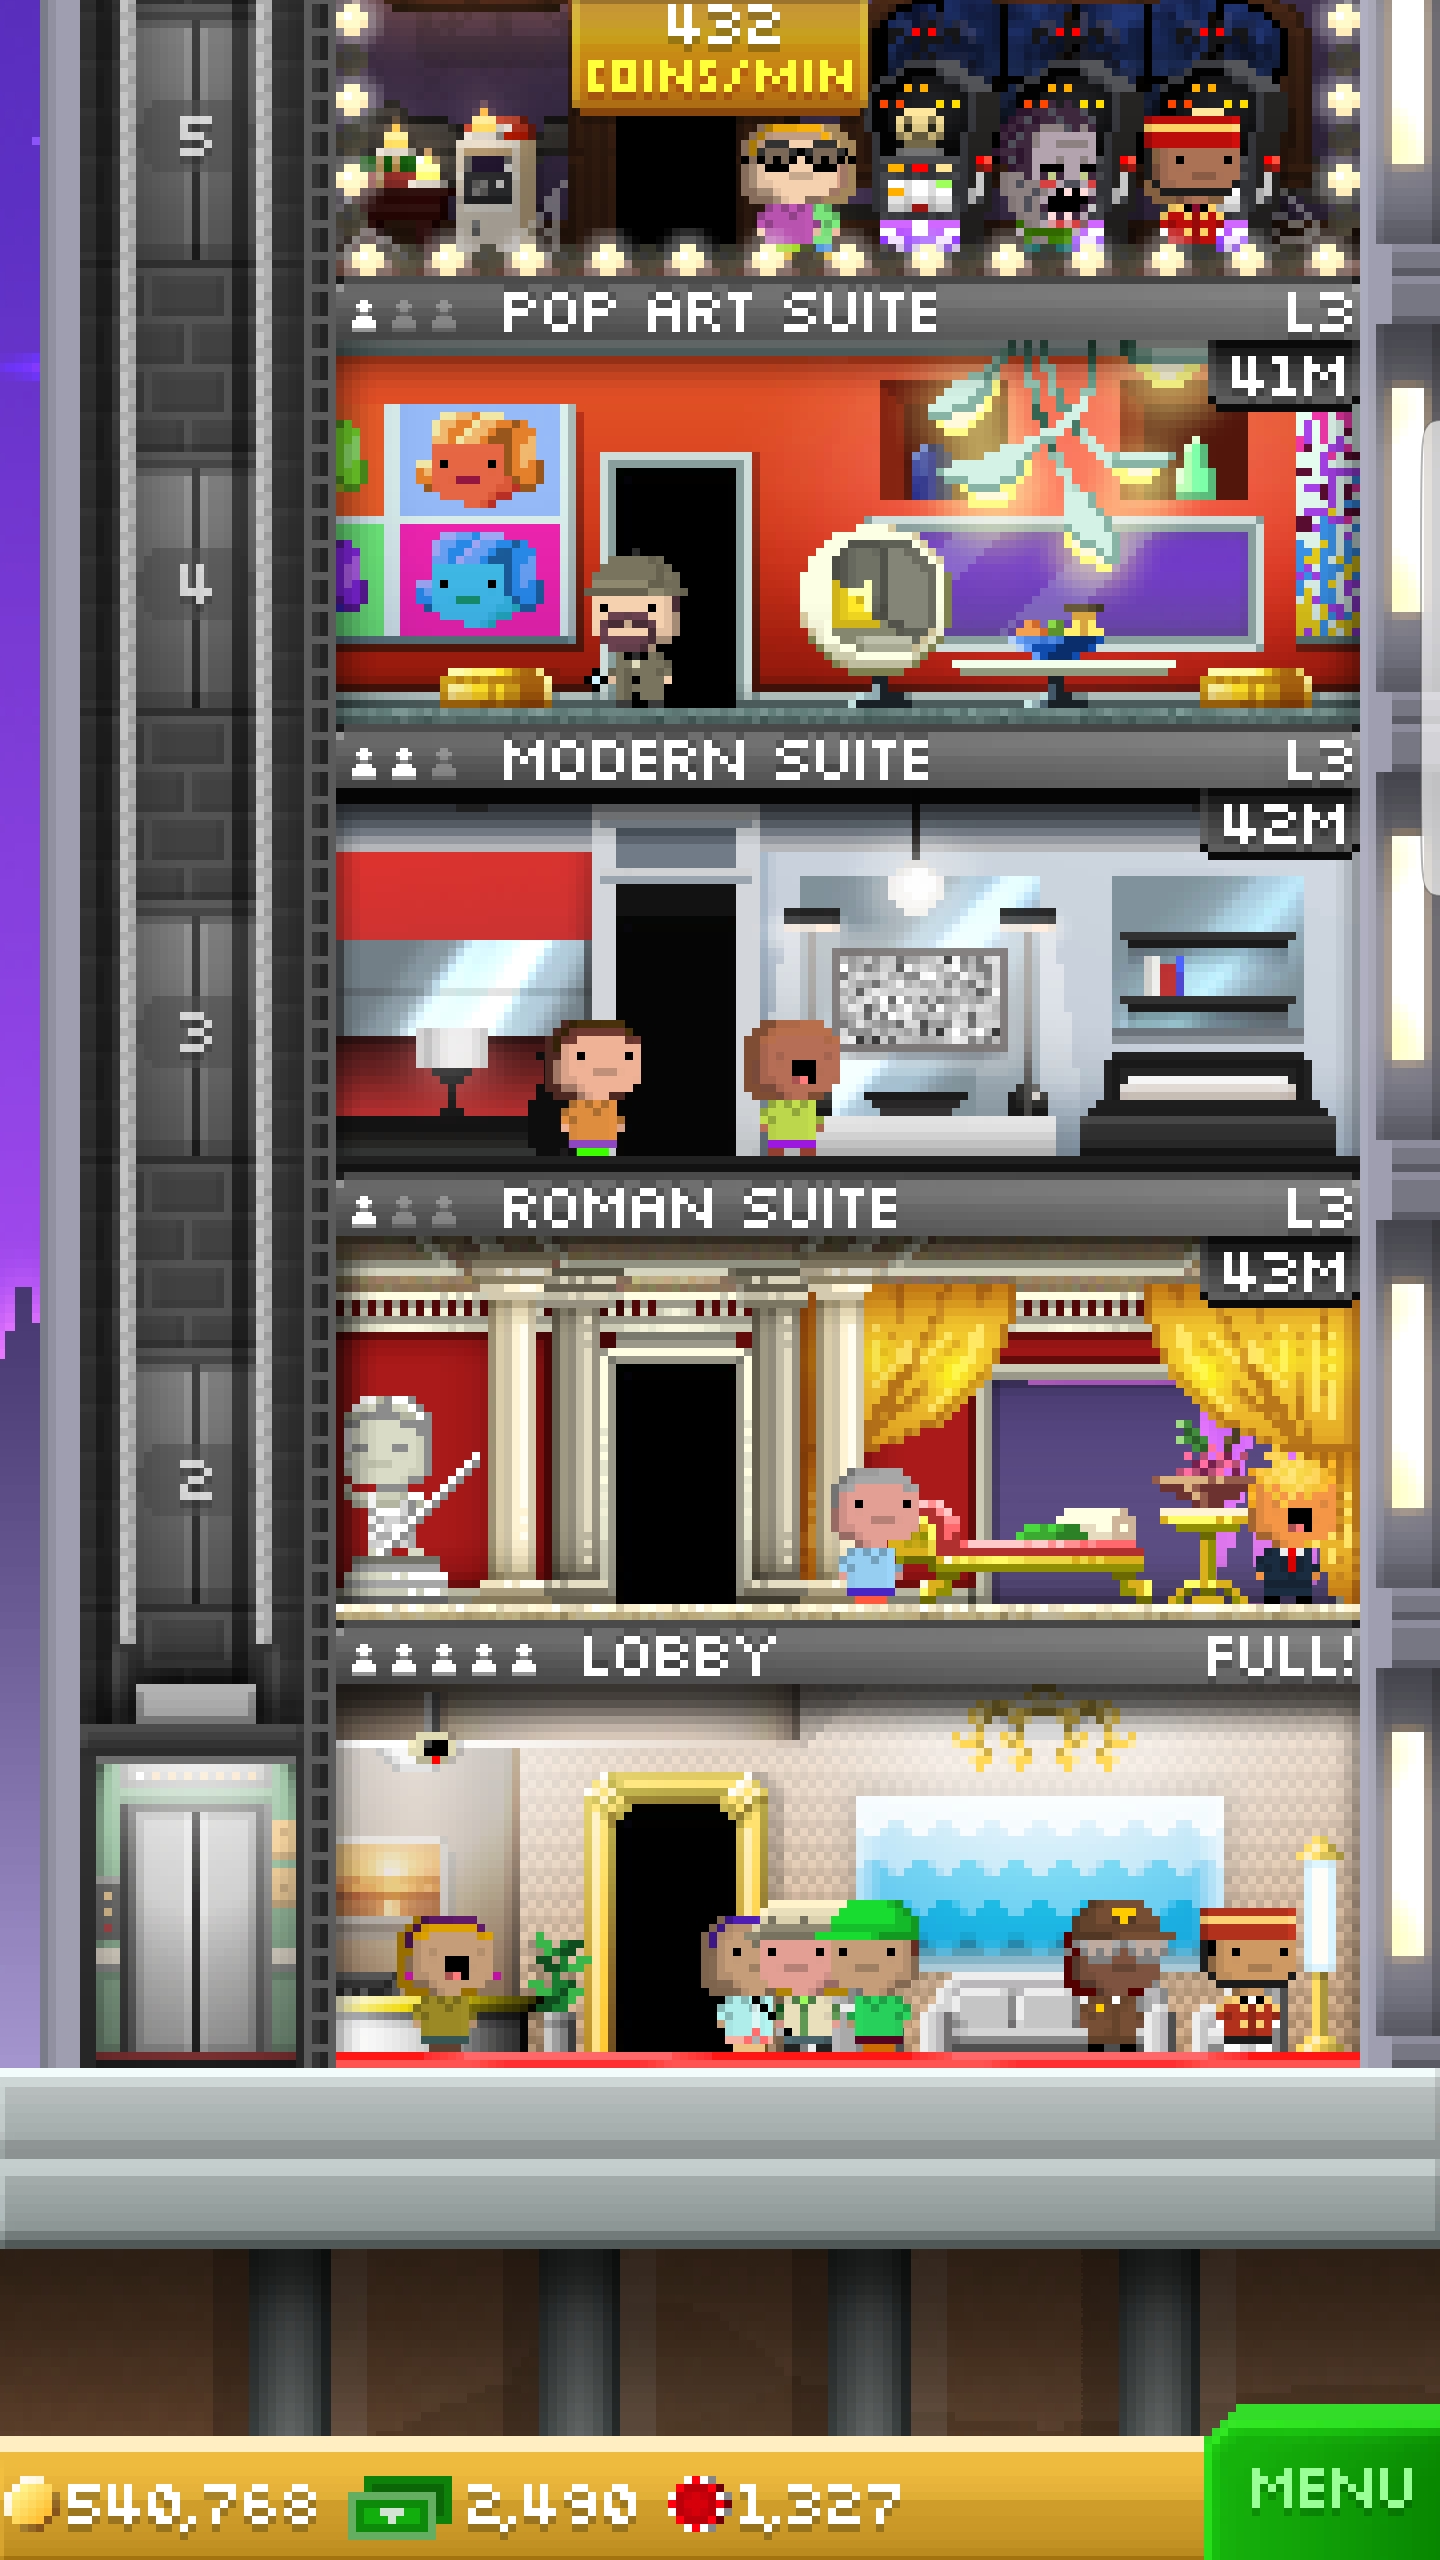 432
COINS/MIN
5
POP ART SUITE L3
41M
4
MODERN SUITE L3
42M
3
ROMAN SUITE L3
43M
2
LOBBY FULL!
540,768 2,490 1,327 MENU